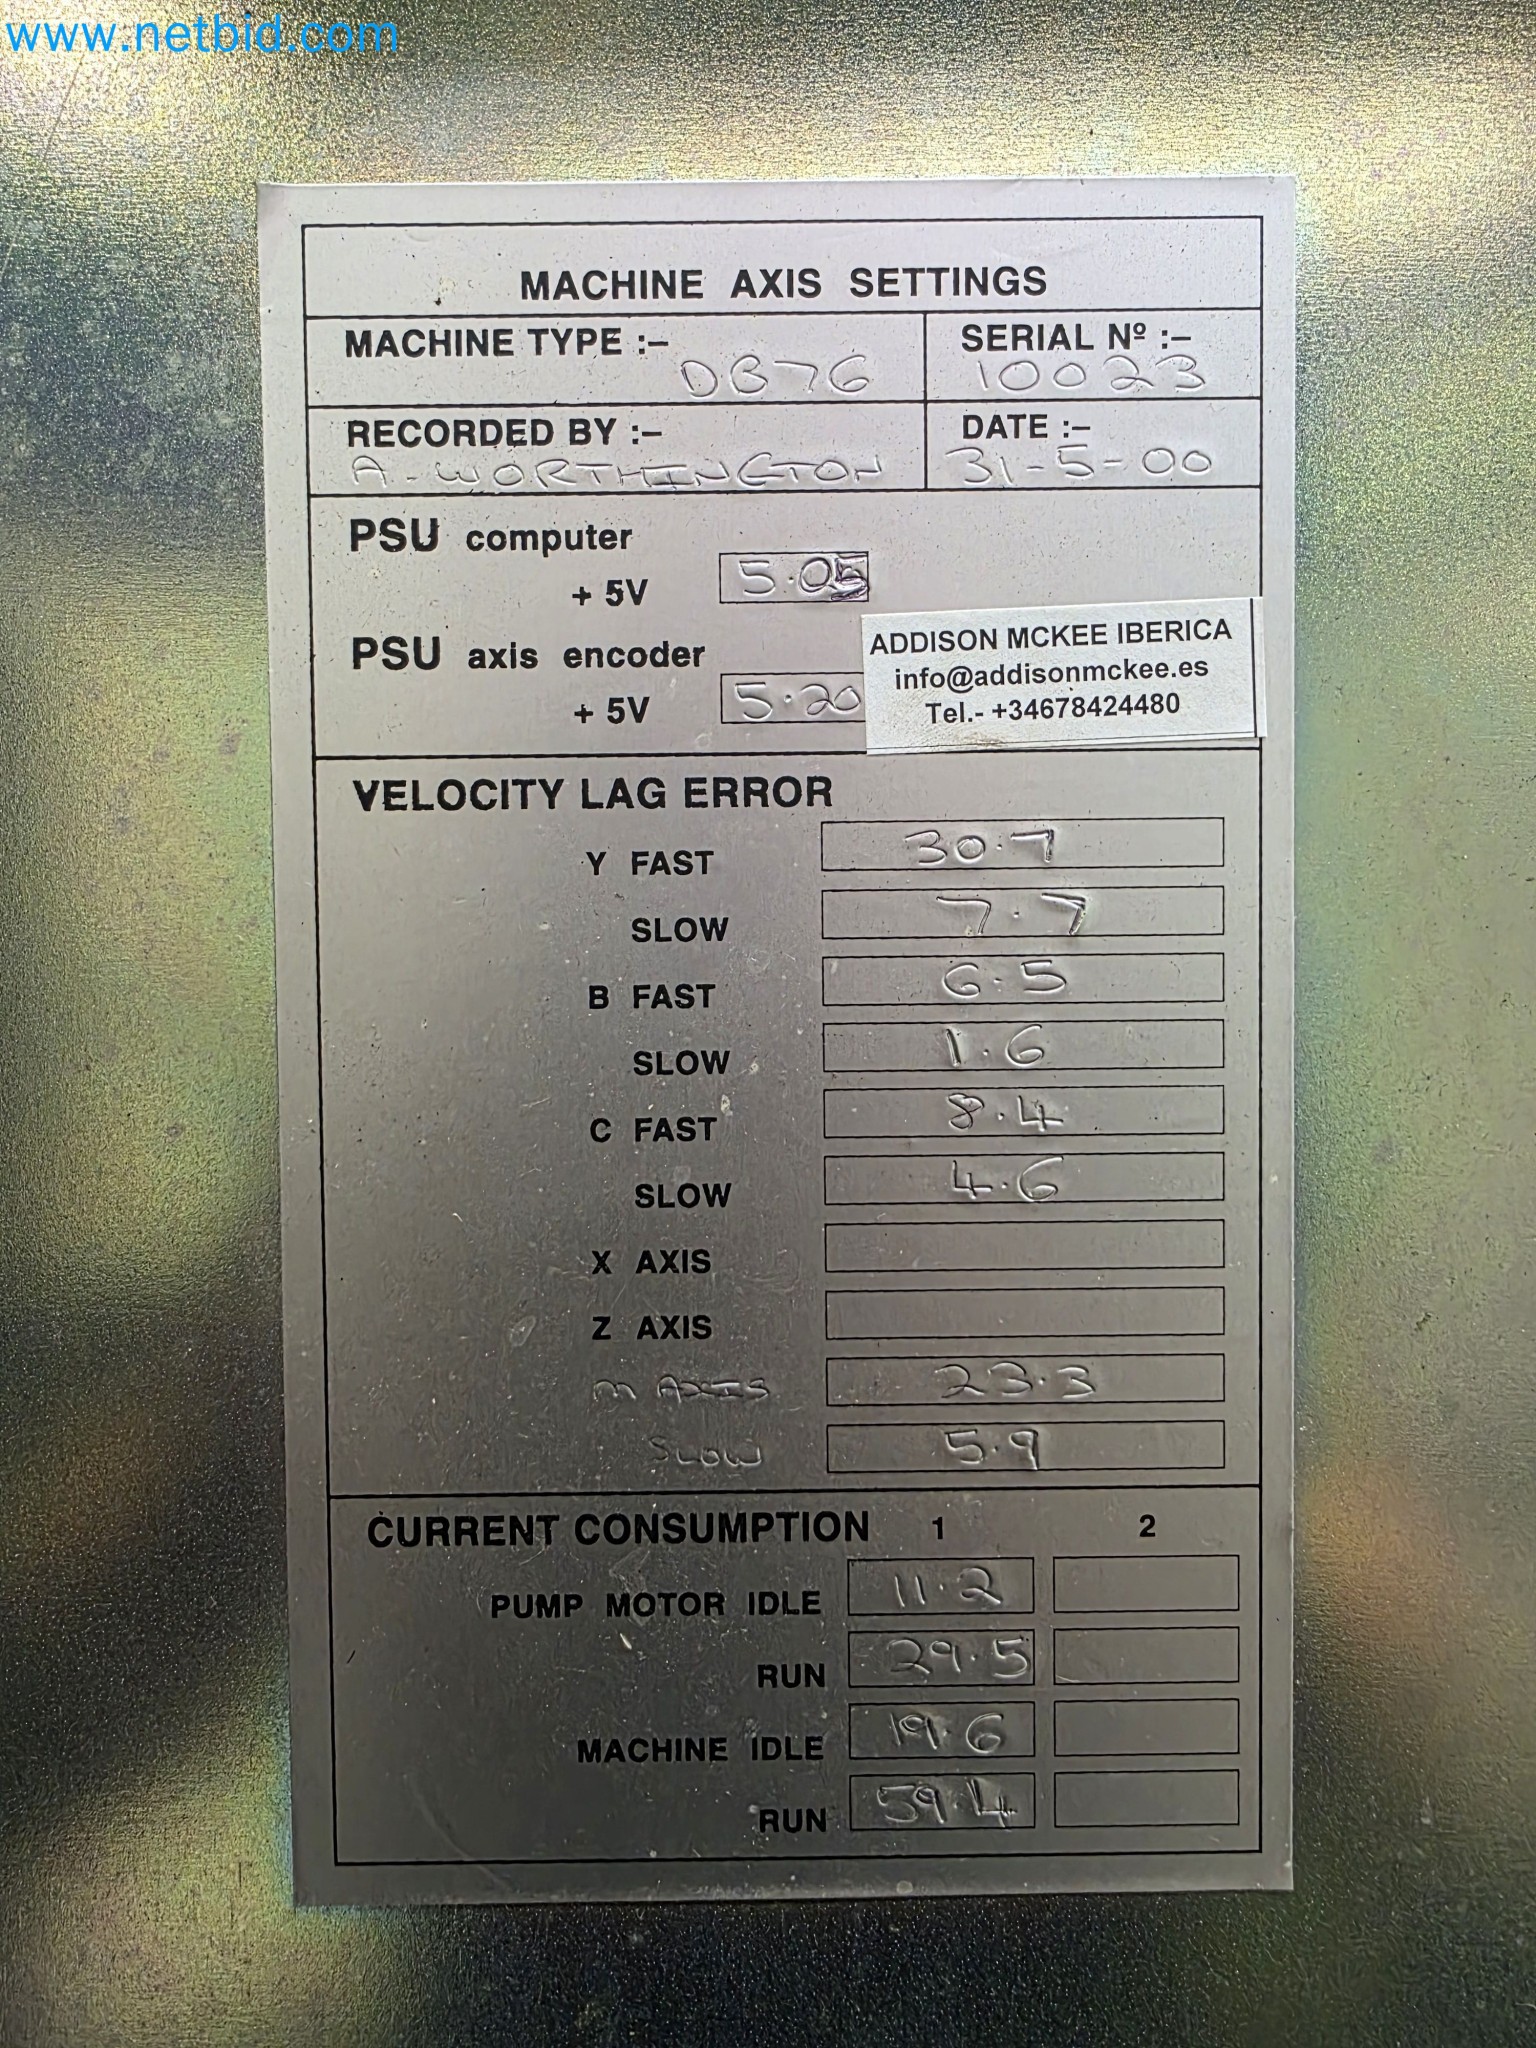 www.netbid.com
MACHINE AXIS SETTINGS
MACHINE TYPE :–
DB76
SERIAL Nº :–
10023
RECORDED BY :–
A. WORTHINGTON
DATE :–
31-5-00
PSU computer
+ 5V 5.05
PSU axis encoder
+ 5V 5.20
ADDISON MCKEE IBERICA
info@addisonmckee.es
Tel.- +34678424480
VELOCITY LAG ERROR
Y FAST 30.7
SLOW 7.7
B FAST 6.5
SLOW 1.6
C FAST 8.4
SLOW 4.6
X AXIS
Z AXIS
M AXIS 23.3
SLOW 5.9
CURRENT CONSUMPTION 1 2
PUMP MOTOR IDLE 11.2
RUN 29.5
MACHINE IDLE 19.6
RUN 59.4